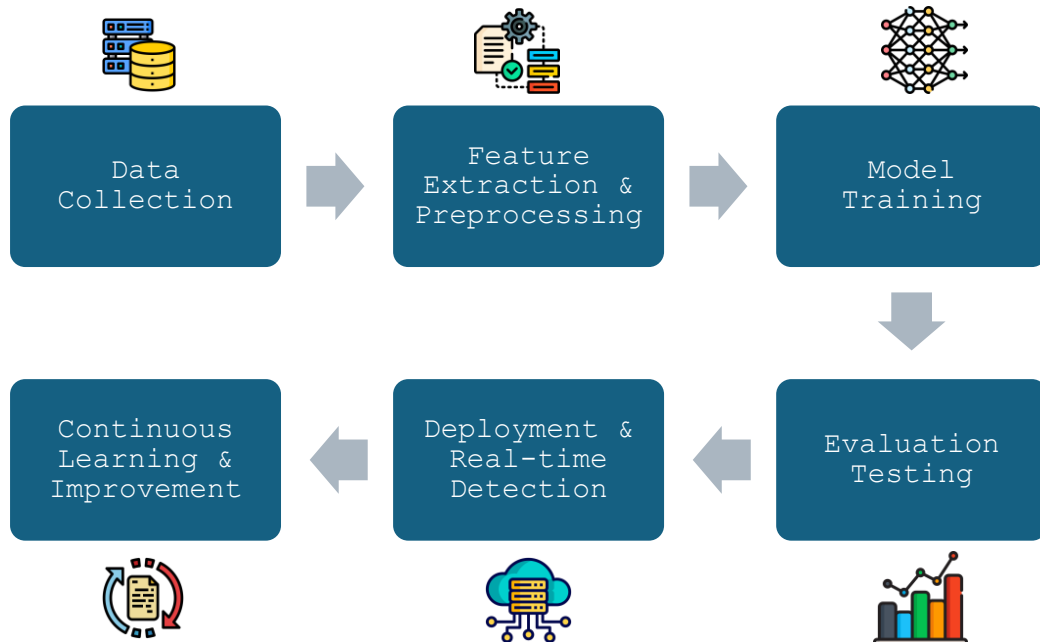 Data
Collection
Feature
Extraction &
Preprocessing
Model
Training
Evaluation
Testing
Deployment &
Real-time
Detection
Continuous
Learning &
Improvement